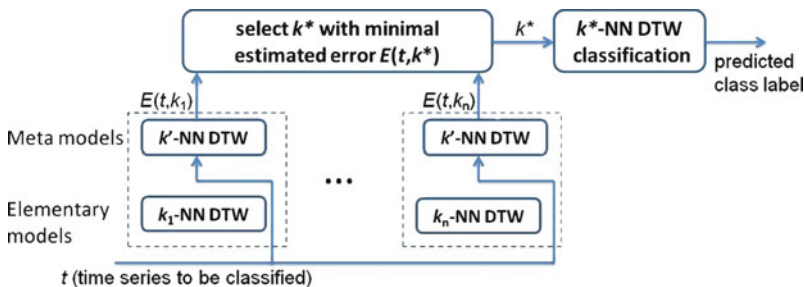 select k* with minimal
estimated error E(t,k*)
k*
k*-NN DTW
classification
predicted
class label
E(t,k₁)
E(t,kₙ)
Meta models
k'-NN DTW
k'-NN DTW
...
Elementary
models
k₁-NN DTW
kₙ-NN DTW
t (time series to be classified)